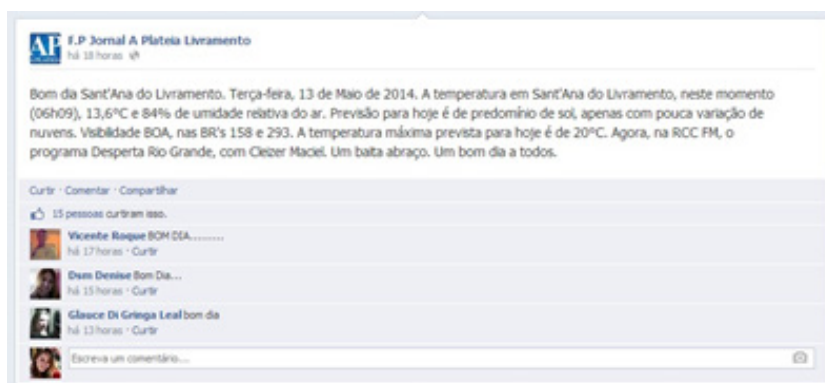 AP
F.P Jornal A Plateia Livramento
há 18 horas
Bom dia Sant'Ana do Livramento. Terça-feira, 13 de Maio de 2014. A temperatura em Sant'Ana do Livramento, neste momento
(06h09), 13,6°C e 84% de umidade relativa do ar. Previsão para hoje é de predomínio de sol, apenas com pouca variação de
nuvens. Visibilidade BOA, nas BR's 158 e 293. A temperatura máxima prevista para hoje é de 20°C. Agora, na RCC FM, o
programa Desperta Rio Grande, com Cleizer Maciel. Um baita abraço. Um bom dia a todos.
Curtir · Comentar · Compartilhar
15 pessoas curtiram isso.
Vicente Roque BOM DIA.........
há 17 horas · Curtir
Dum Denise Bom Dia...
há 15 horas · Curtir
Glauce Di Gringa Leal bom dia
há 13 horas · Curtir
Escreva um comentário...